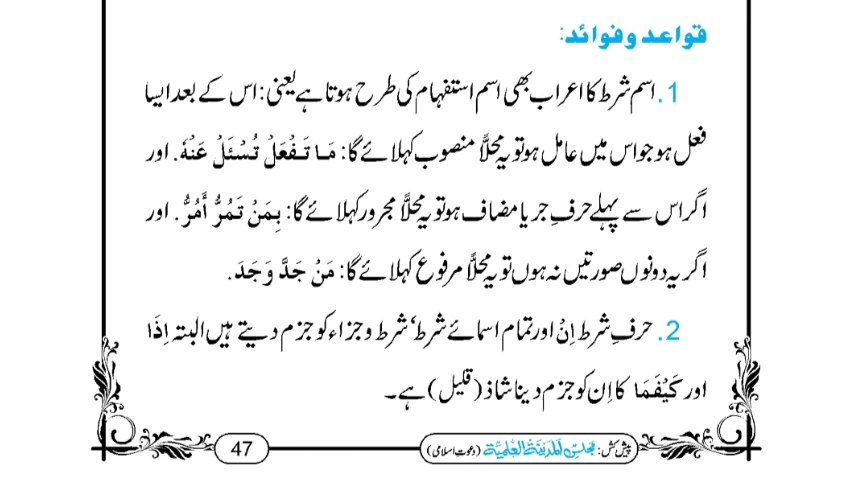 قواعد وفوائد:
1. اسم شرط کا اعراب بھی اسم استفہام کی طرح ہوتا ہے یعنی: اس کے بعد ایسا
فعل ہو جو اس میں عامل ہو تو یہ محلاًّ منصوب کہلائے گا: مَا تَفْعَلْ تُسْئَلْ عَنْهُ. اور
اگر اس سے پہلے حرفِ جر یا مضاف ہو تو یہ محلاًّ مجرور کہلائے گا: بِمَنْ تَمُرُّ أَمُرُّ. اور
اگر یہ دونوں صورتیں نہ ہوں تو یہ محلاًّ مرفوع کہلائے گا: مَنْ جَدَّ وَجَدَ.
2. حرفِ شرط اِنْ اور تمام اسمائے شرط، شرط وجزاء کو جزم دیتے ہیں البتہ اِذَا
اور كَيْفَمَا کا اِن کو جزم دینا شاذ (قلیل) ہے۔
پیش کش: مجلس المدينة العلمية (دعوت اسلامی)
47